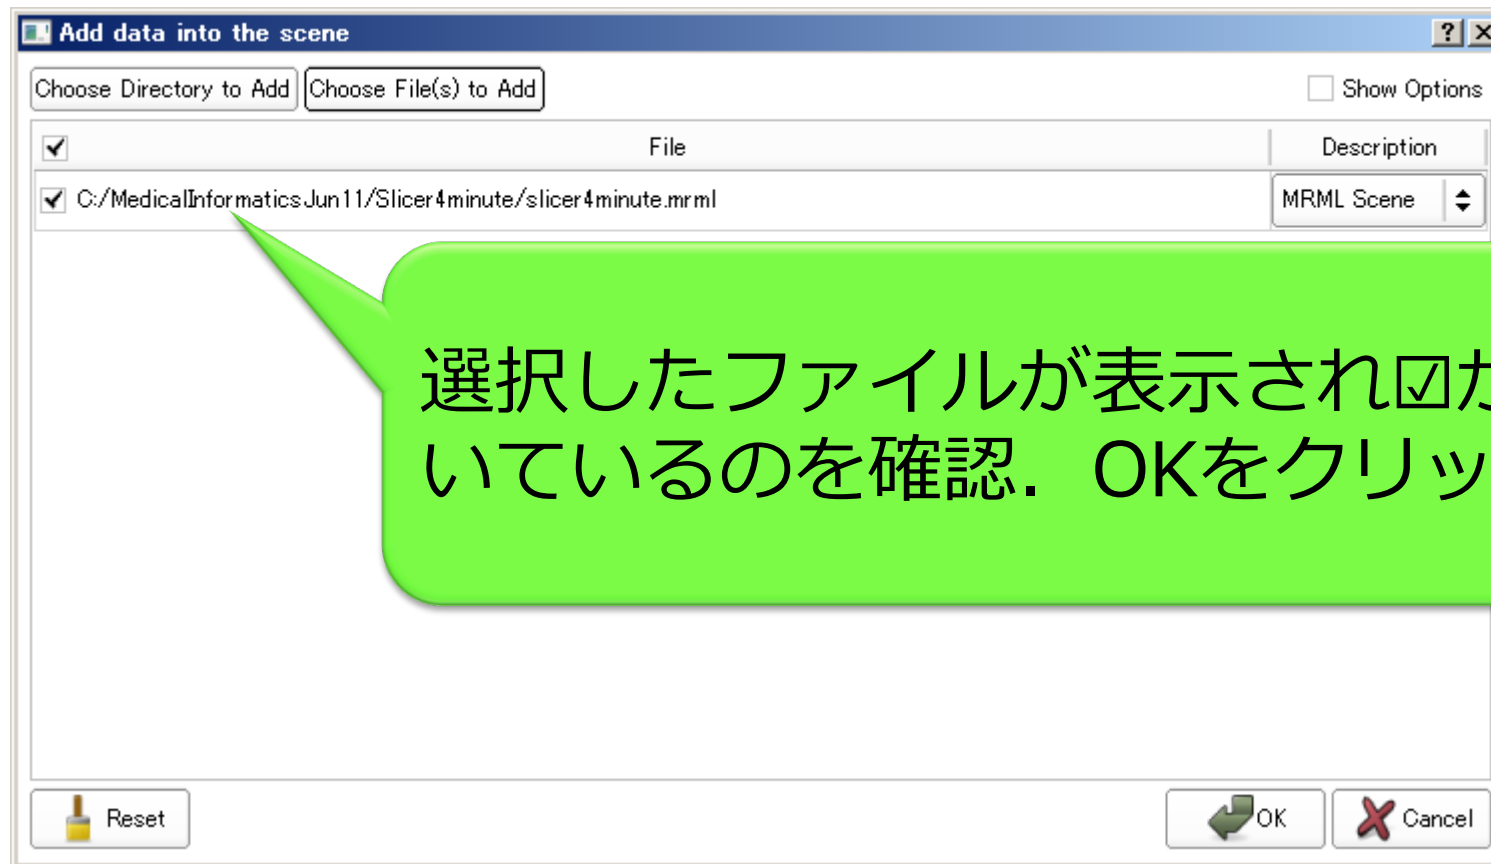 Add data into the scene
Choose Directory to Add Choose File(s) to Add Show Options
File Description
C:/MedicalInformaticsJun11/Slicer4minute/slicer4minute.mrml MRML Scene
選択したファイルが表示され☑が
いているのを確認．OKをクリッ
Reset OK Cancel